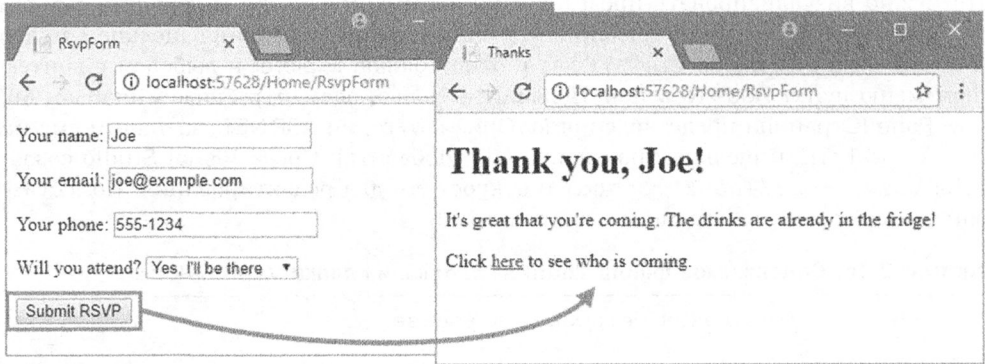 RsvpForm
localhost:57628/Home/RsvpForm
Your name: Joe
Your email: joe@example.com
Your phone: 555-1234
Will you attend? Yes, I'll be there
Submit RSVP
Thanks
localhost:57628/Home/RsvpForm
Thank you, Joe!
It's great that you're coming. The drinks are already in the fridge!
Click here to see who is coming.